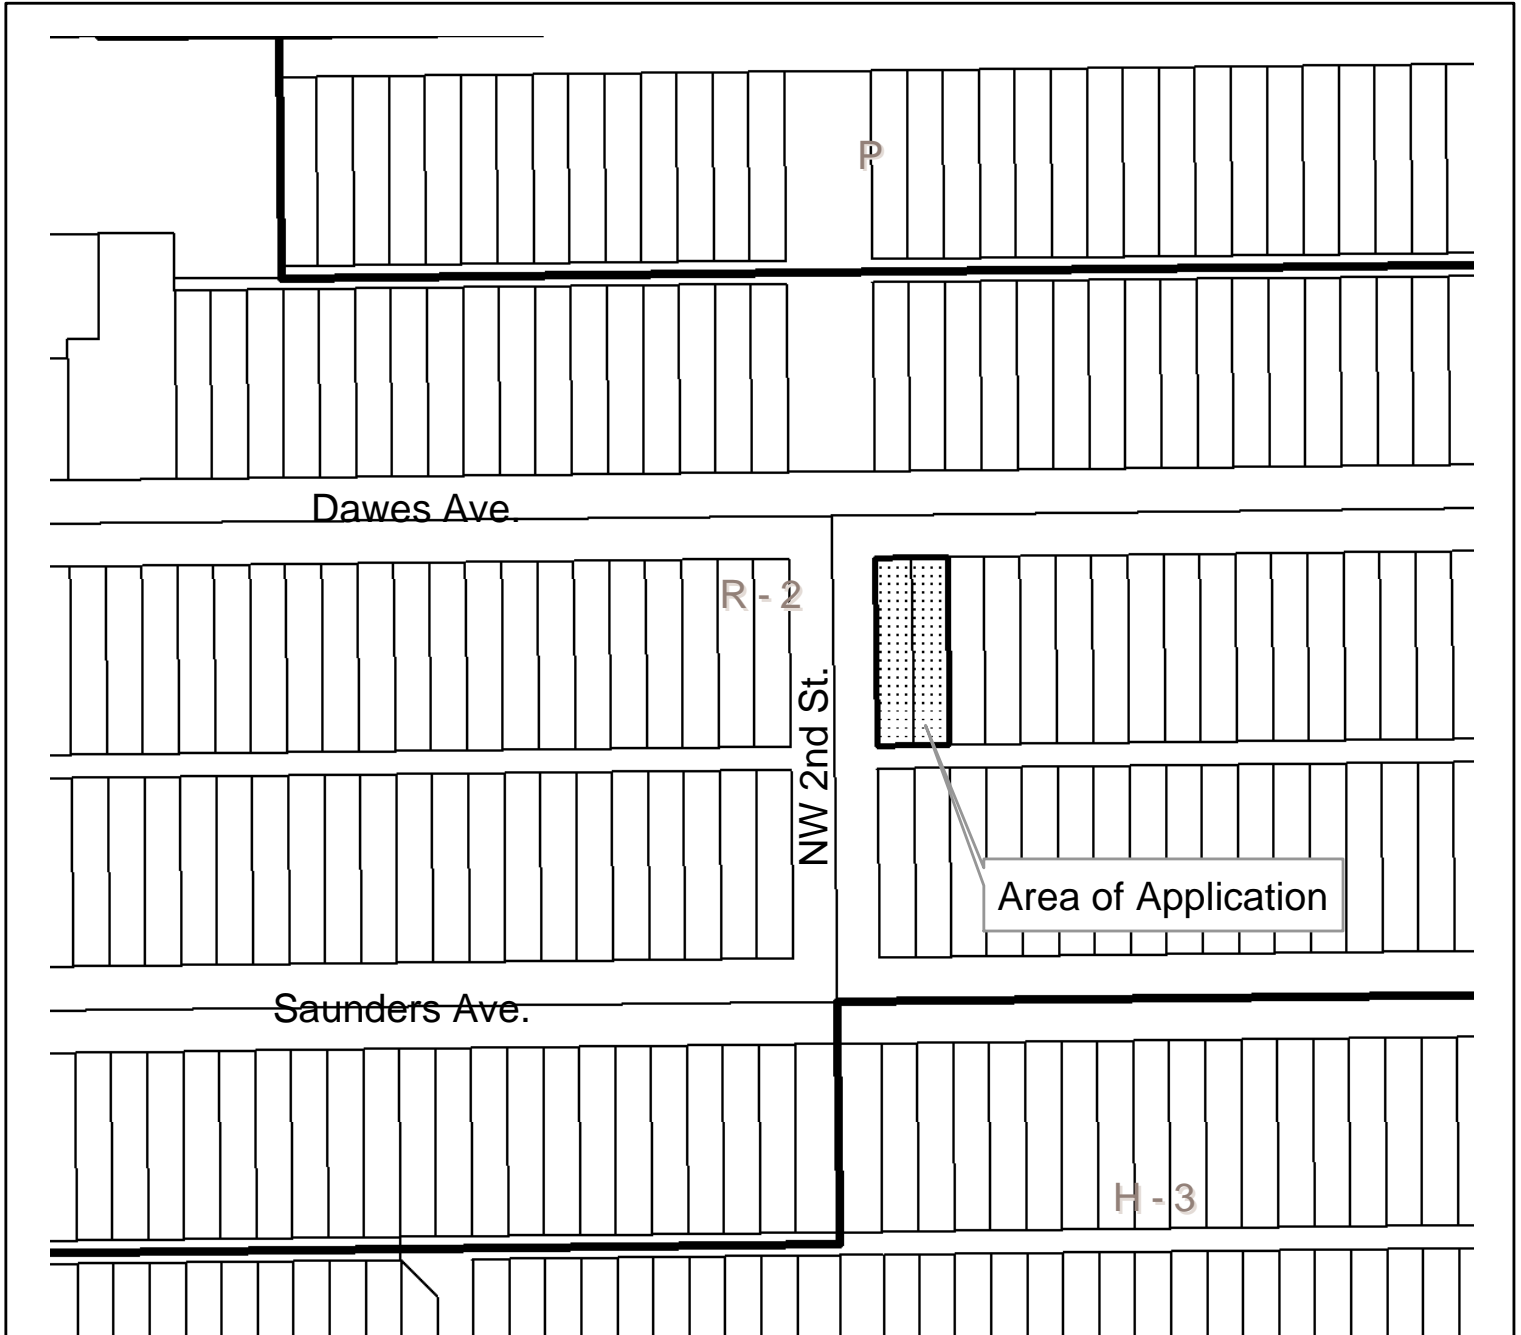 P
Dawes Ave.
R - 2
NW 2nd St.
Area of Application
Saunders Ave.
H - 3